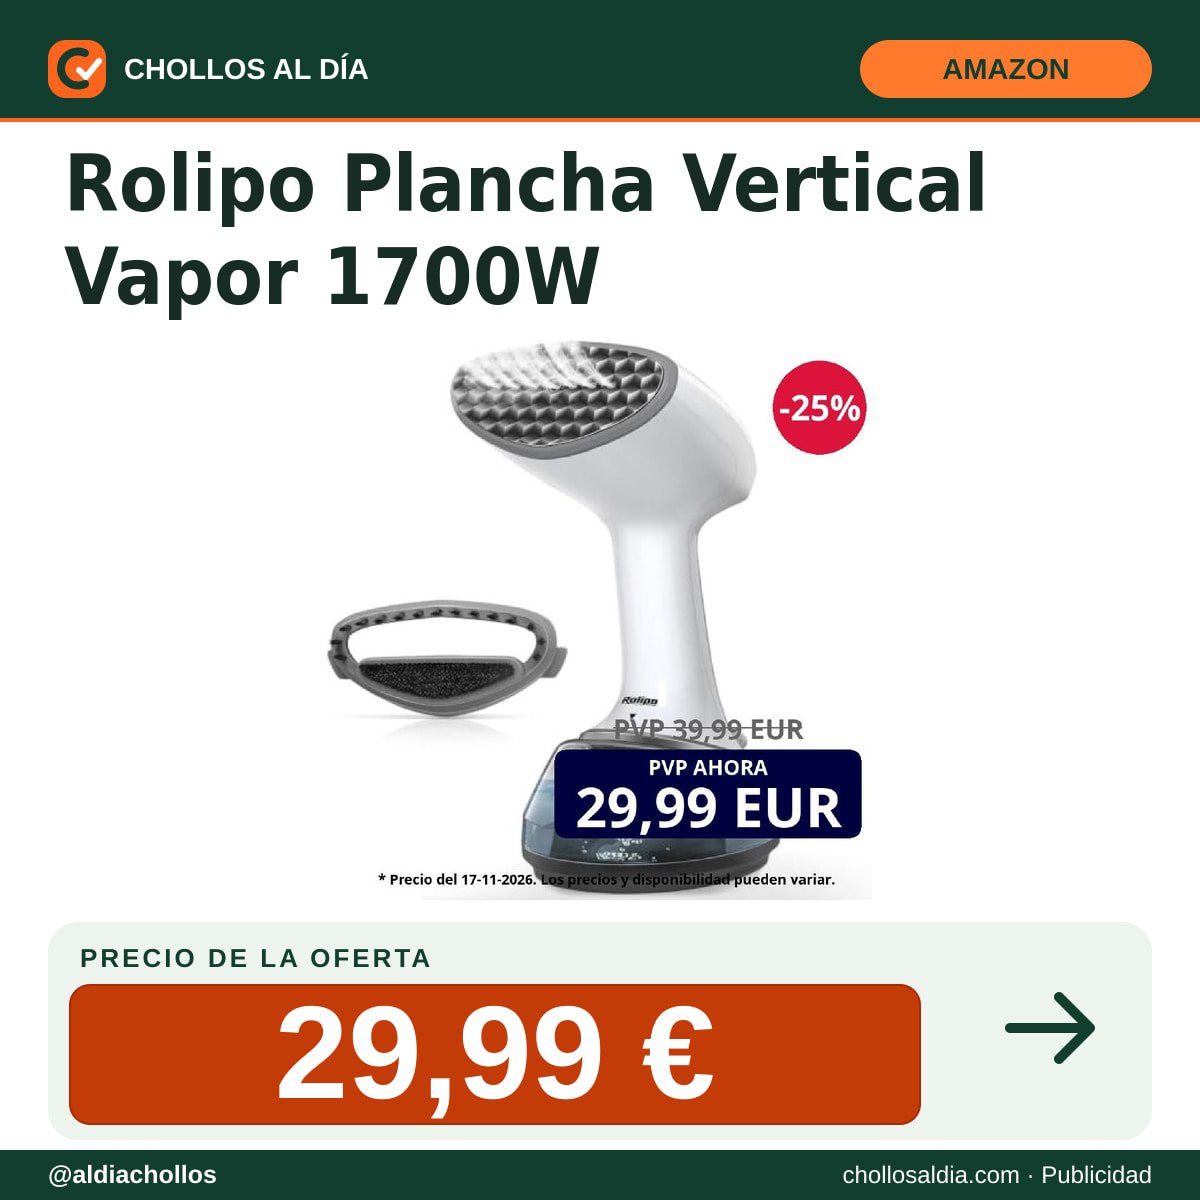 CHOLLOS AL DÍA
AMAZON
Rolipo Plancha Vertical
Vapor 1700W
-25%
Rolipo
PVP 39,99 EUR
PVP AHORA
29,99 EUR
* Precio del 17-11-2026. Los precios y disponibilidad pueden variar.
PRECIO DE LA OFERTA
29,99 €
@aldiachollos
chollosaldia.com · Publicidad